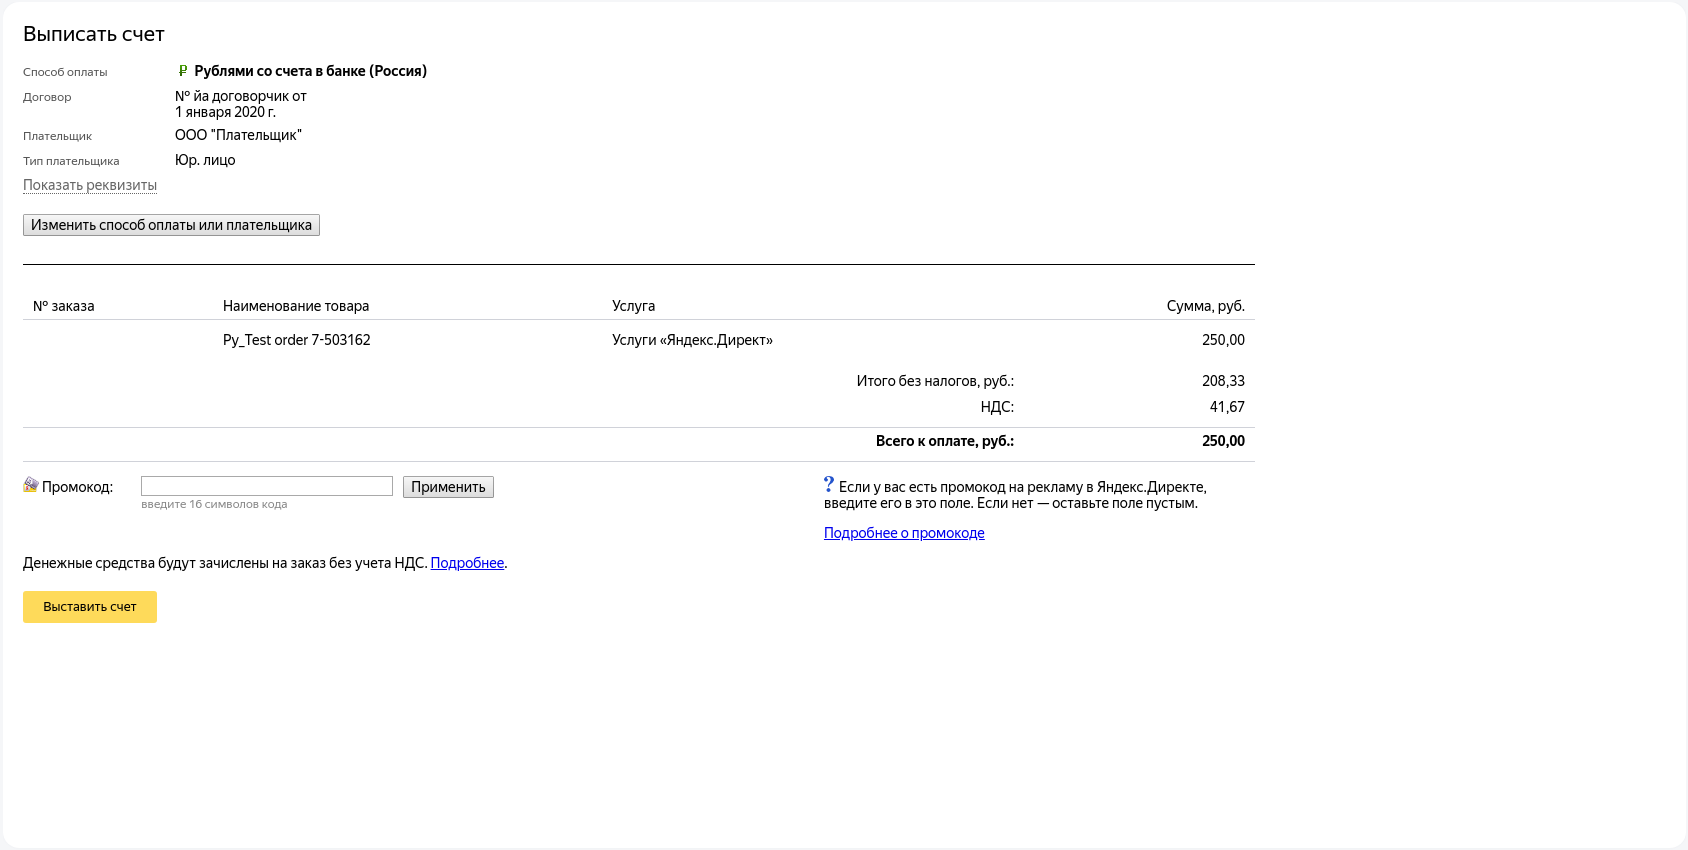 Выписать счет
Способ оплаты ₽ Рублями со счета в банке (Россия)
Договор № йа договорчик от
1 января 2020 г.
Плательщик ООО "Плательщик"
Тип плательщика Юр. лицо
Показать реквизиты
Изменить способ оплаты или плательщика
№ заказа Наименование товара Услуга Сумма, руб.
Py_Test order 7-503162 Услуги «Яндекс.Директ» 250,00
Итого без налогов, руб.: 208,33
НДС: 41,67
Всего к оплате, руб.: 250,00
Промокод: Применить
введите 16 символов кода
? Если у вас есть промокод на рекламу в Яндекс.Директе,
введите его в это поле. Если нет — оставьте поле пустым.
Подробнее о промокоде
Денежные средства будут зачислены на заказ без учета НДС. Подробнее.
Выставить счет